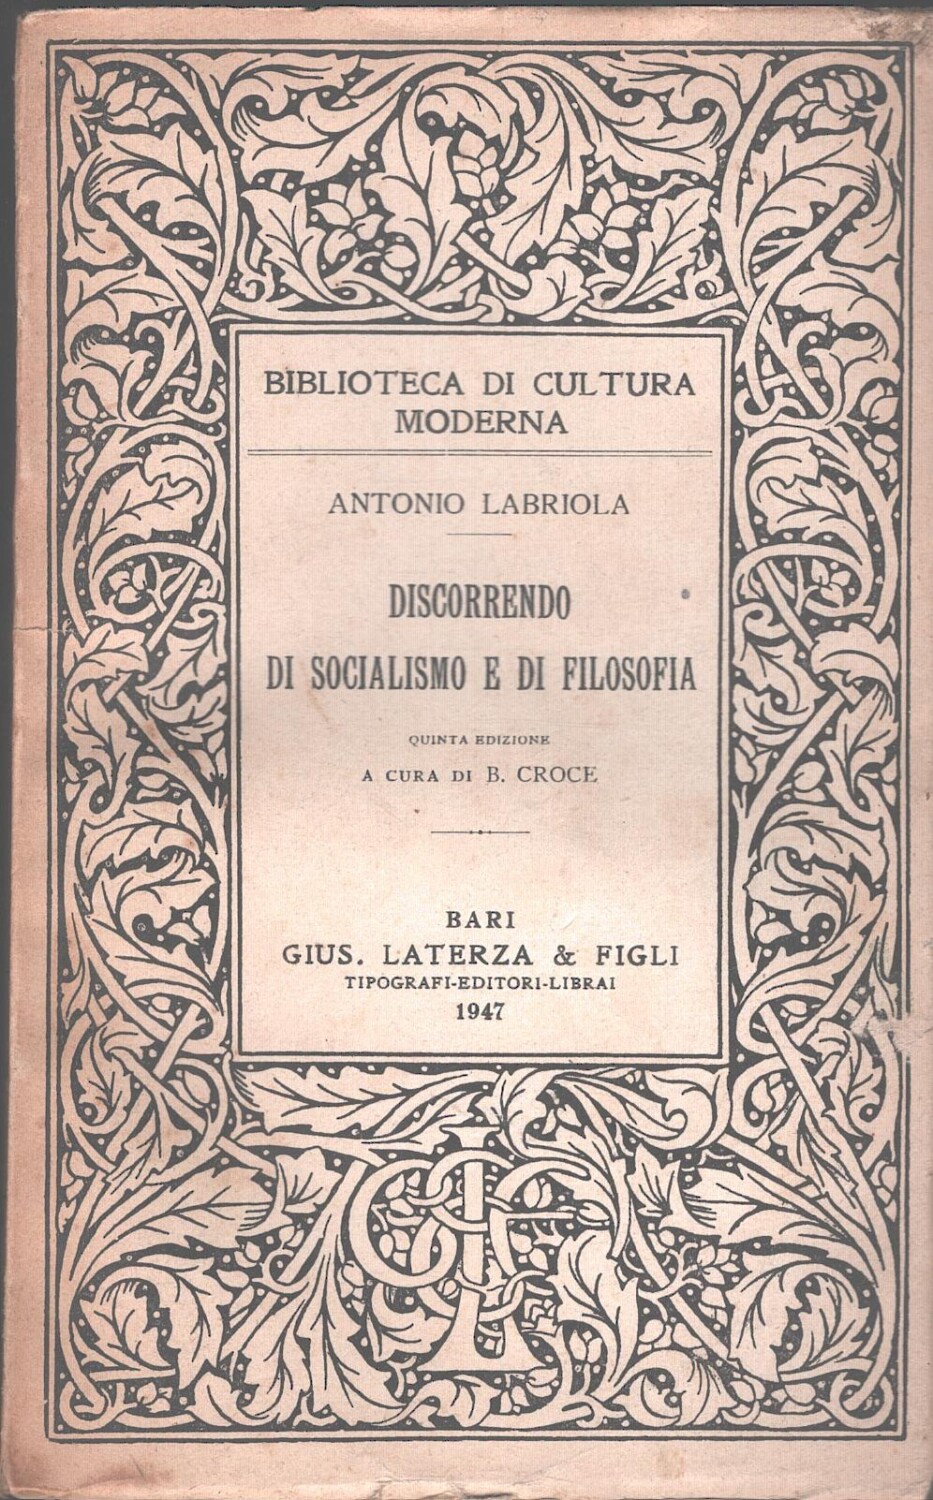 BIBLIOTECA DI CULTURA
MODERNA
ANTONIO LABRIOLA
DISCORRENDO
DI SOCIALISMO E DI FILOSOFIA
QUINTA EDIZIONE
A CURA DI B. CROCE
BARI
GIUS. LATERZA & FIGLI
TIPOGRAFI-EDITORI-LIBRAI
1947